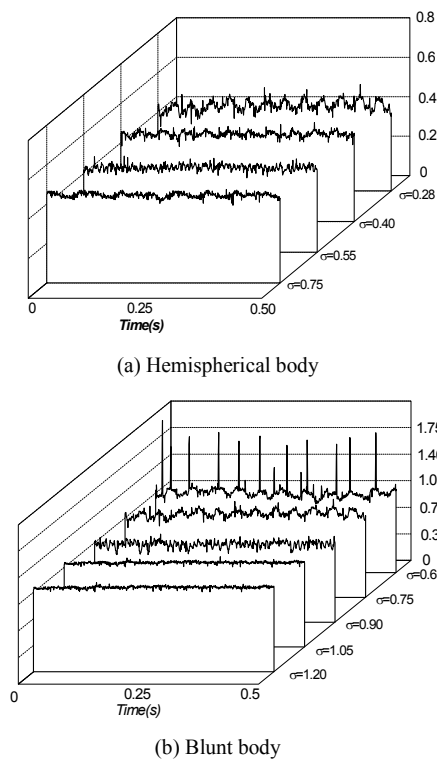 0.8
0.6
0.4
0.2
0
σ=0.28
σ=0.40
σ=0.55
σ=0.75
0
0.25
0.50
Time(s)
(a) Hemispherical body
1.75
1.40
1.0
0.7
0.3
0
σ=0.6
σ=0.75
σ=0.90
σ=1.05
σ=1.20
0
0.25
0.5
Time(s)
(b) Blunt body